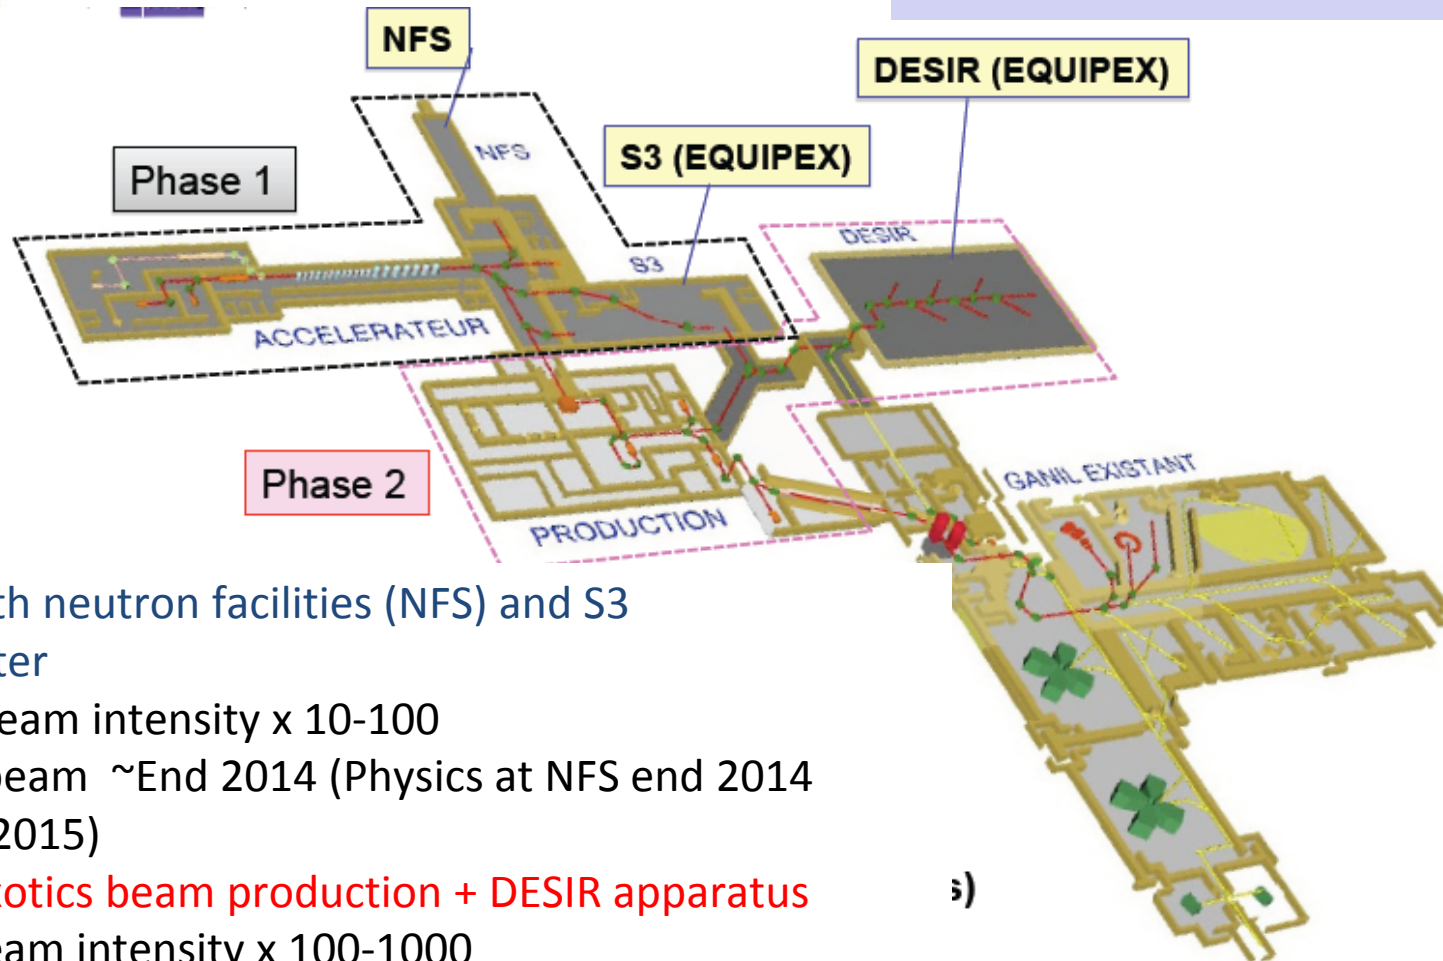 NFS
DESIR (EQUIPEX)
Phase 1
NFS
S3 (EQUIPEX)
DESIR
S3
ACCELERATEUR
Phase 2
GANIL EXISTANT
PRODUCTION
th neutron facilities (NFS) and S3
ter
eam intensity x 10-100
beam ~End 2014 (Physics at NFS end 2014
2015)
xotics beam production + DESIR apparatus
s)
eam intensity x 100-1000